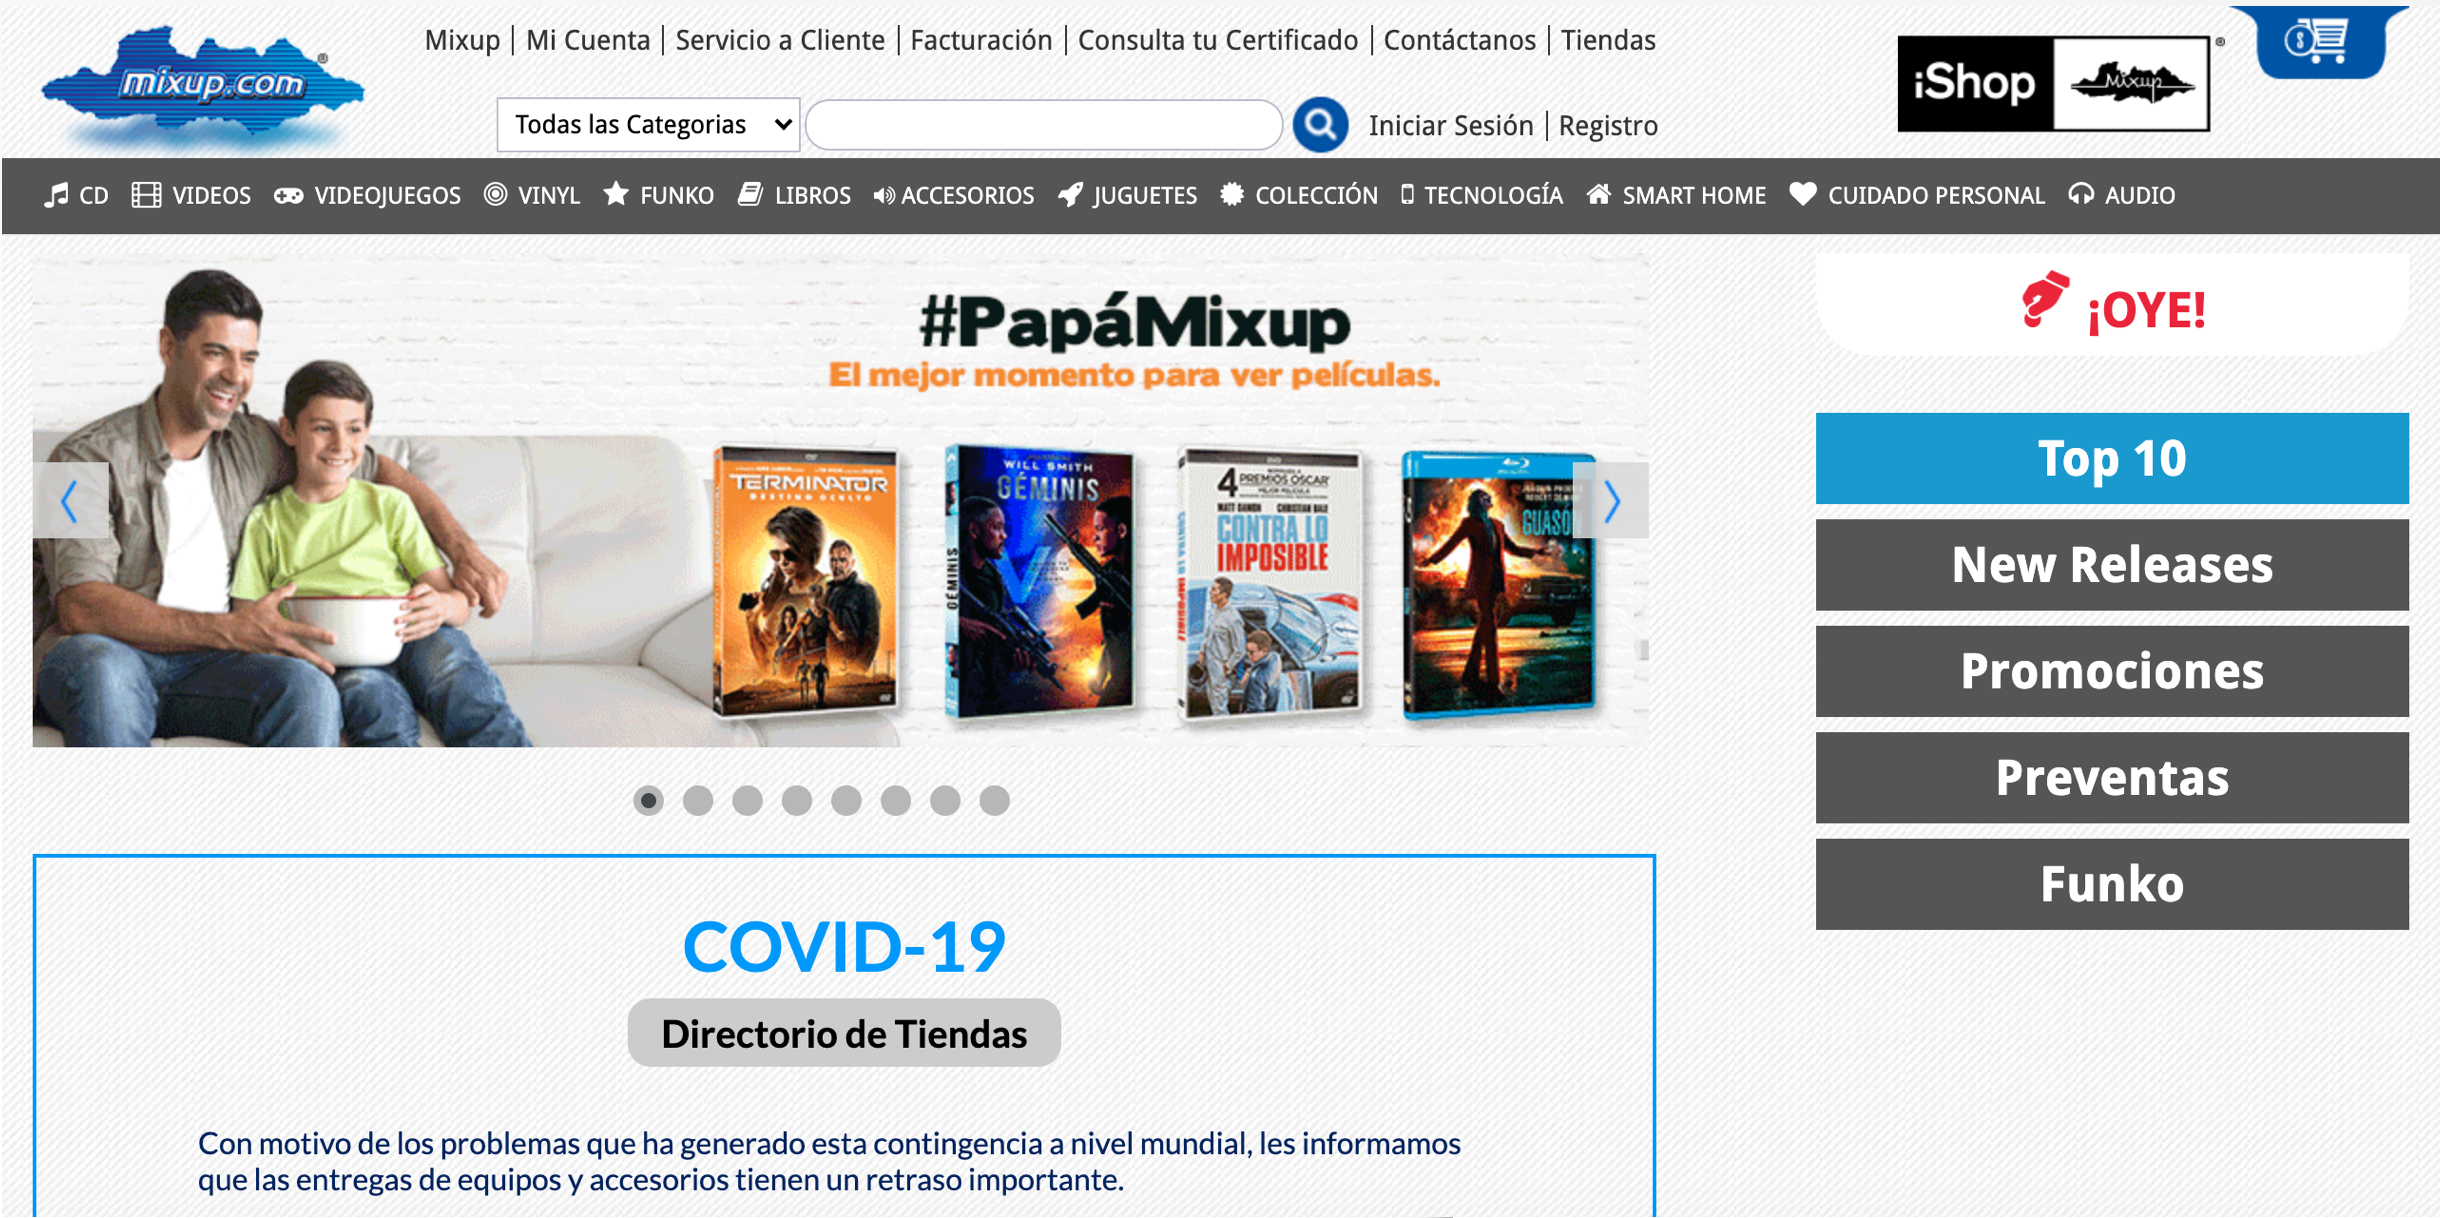 mixup.com®
Mixup | Mi Cuenta | Servicio a Cliente | Facturación | Consulta tu Certificado | Contáctanos | Tiendas
Todas las Categorias
Iniciar Sesión | Registro
iShop Mixup ®
$
CD VIDEOS VIDEOJUEGOS VINYL FUNKO LIBROS ACCESORIOS JUGUETES COLECCIÓN TECNOLOGÍA SMART HOME CUIDADO PERSONAL AUDIO
#PapáMixup
El mejor momento para ver películas.
TERMINATOR
DESTINO OCULTO
WILL SMITH
GÉMINIS
GÉMINIS
4 PREMIOS OSCAR
MATT DAMON CHRISTIAN BALE
CONTRA LO
IMPOSIBLE
CONTRA LO IMPOSIBLE
GUASÓN
¡OYE!
Top 10
New Releases
Promociones
Preventas
Funko
COVID-19
Directorio de Tiendas
Con motivo de los problemas que ha generado esta contingencia a nivel mundial, les informamos
que las entregas de equipos y accesorios tienen un retraso importante.